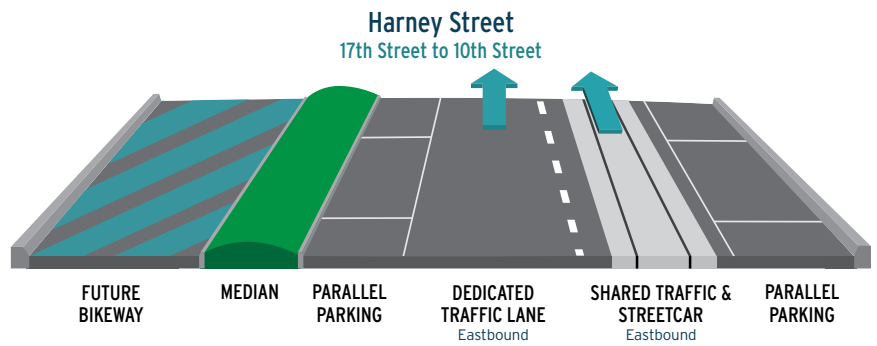 Harney Street
17th Street to 10th Street
FUTURE
BIKEWAY
MEDIAN
PARALLEL
PARKING
DEDICATED
TRAFFIC LANE
Eastbound
SHARED TRAFFIC &
STREETCAR
Eastbound
PARALLEL
PARKING